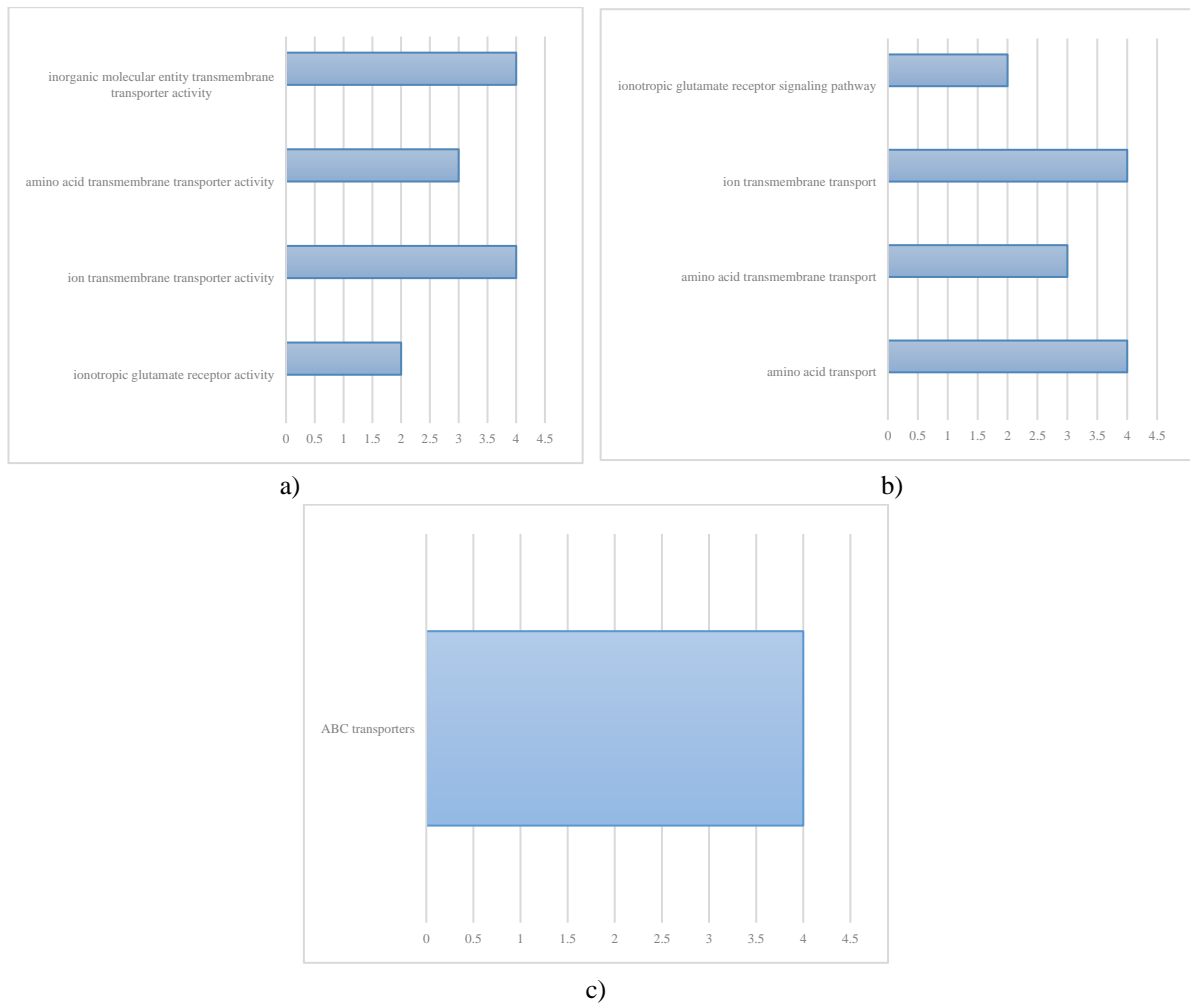 inorganic molecular entity transmembrane
transporter activity
amino acid transmembrane transporter activity
ion transmembrane transporter activity
ionotropic glutamate receptor activity
0 0.5 1 1.5 2 2.5 3 3.5 4 4.5
a)
ionotropic glutamate receptor signaling pathway
ion transmembrane transport
amino acid transmembrane transport
amino acid transport
0 0.5 1 1.5 2 2.5 3 3.5 4 4.5
b)
ABC transporters
0 0.5 1 1.5 2 2.5 3 3.5 4 4.5
c)